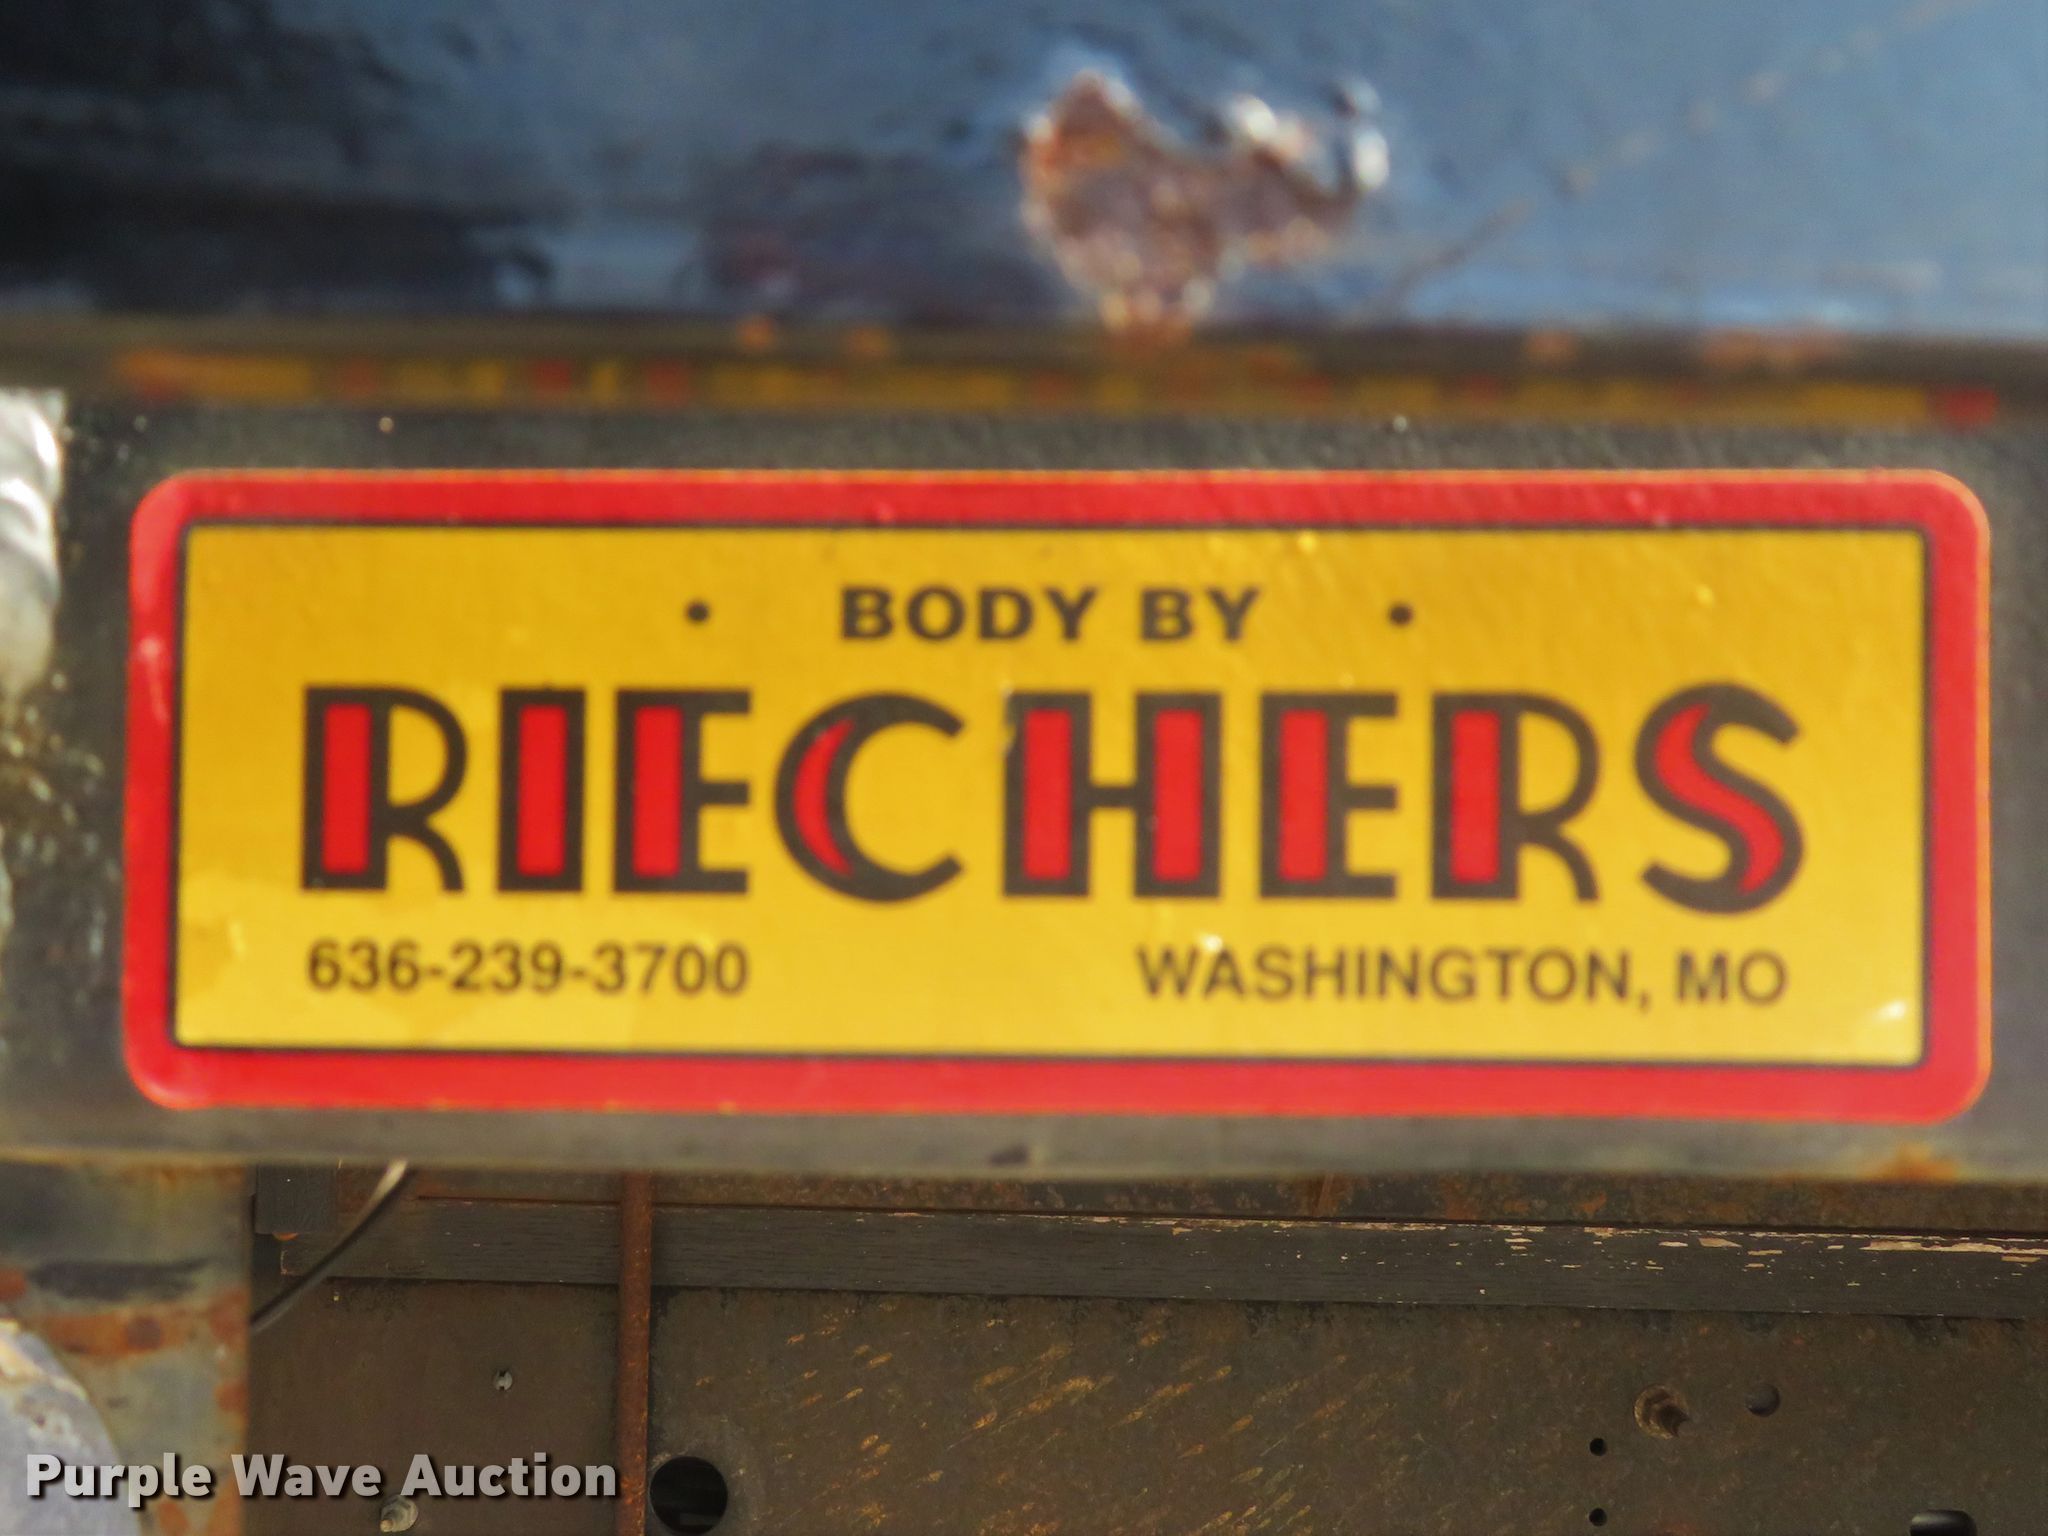 • BODY BY •
RIECHERS
636-239-3700 WASHINGTON, MO
Purple Wave Auction